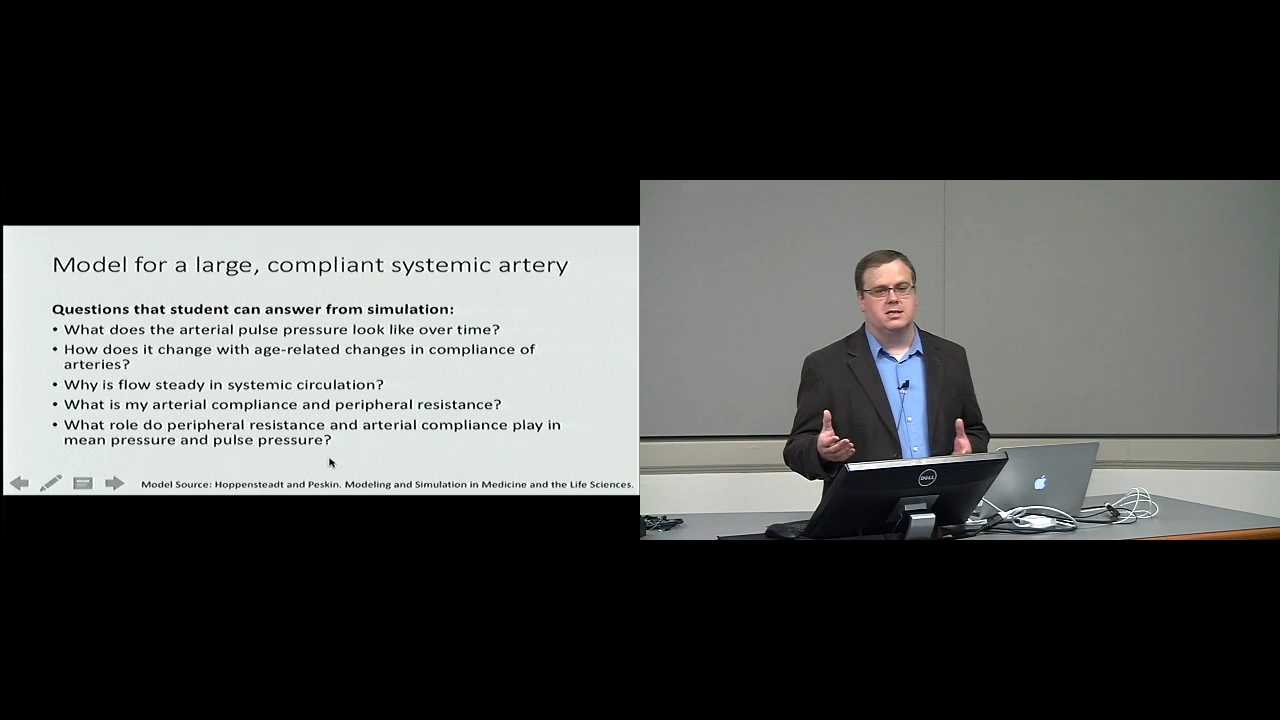 Model for a large, compliant systemic artery
Questions that student can answer from simulation:
• What does the arterial pulse pressure look like over time?
• How does it change with age-related changes in compliance of
arteries?
• Why is flow steady in systemic circulation?
• What is my arterial compliance and peripheral resistance?
• What role do peripheral resistance and arterial compliance play in
mean pressure and pulse pressure?
Model Source: Hoppensteadt and Peskin. Modeling and Simulation in Medicine and the Life Sciences.
DELL